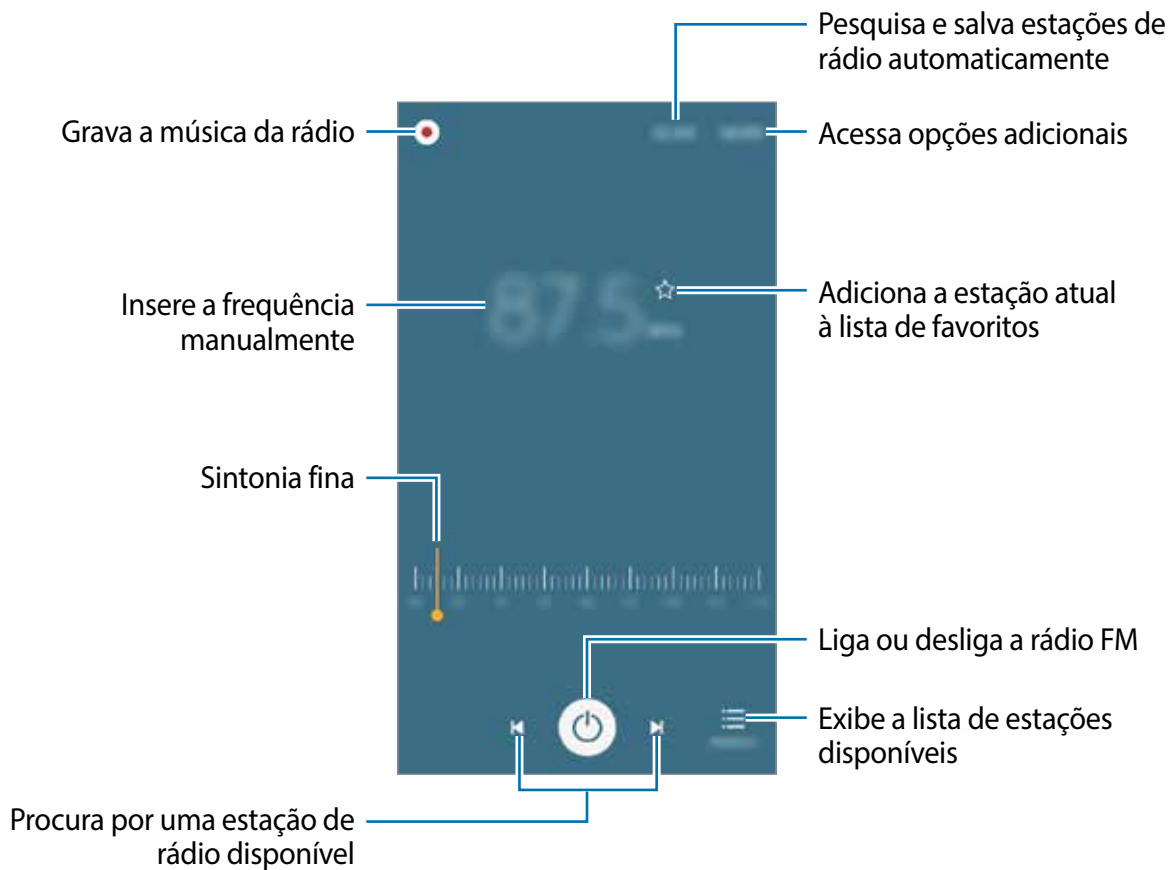 Pesquisa e salva estações de
rádio automaticamente
Grava a música da rádio
Acessa opções adicionais
87.5
Insere a frequência
manualmente
Adiciona a estação atual
à lista de favoritos
Sintonia fina
Liga ou desliga a rádio FM
Exibe a lista de estações
disponíveis
Procura por uma estação de
rádio disponível